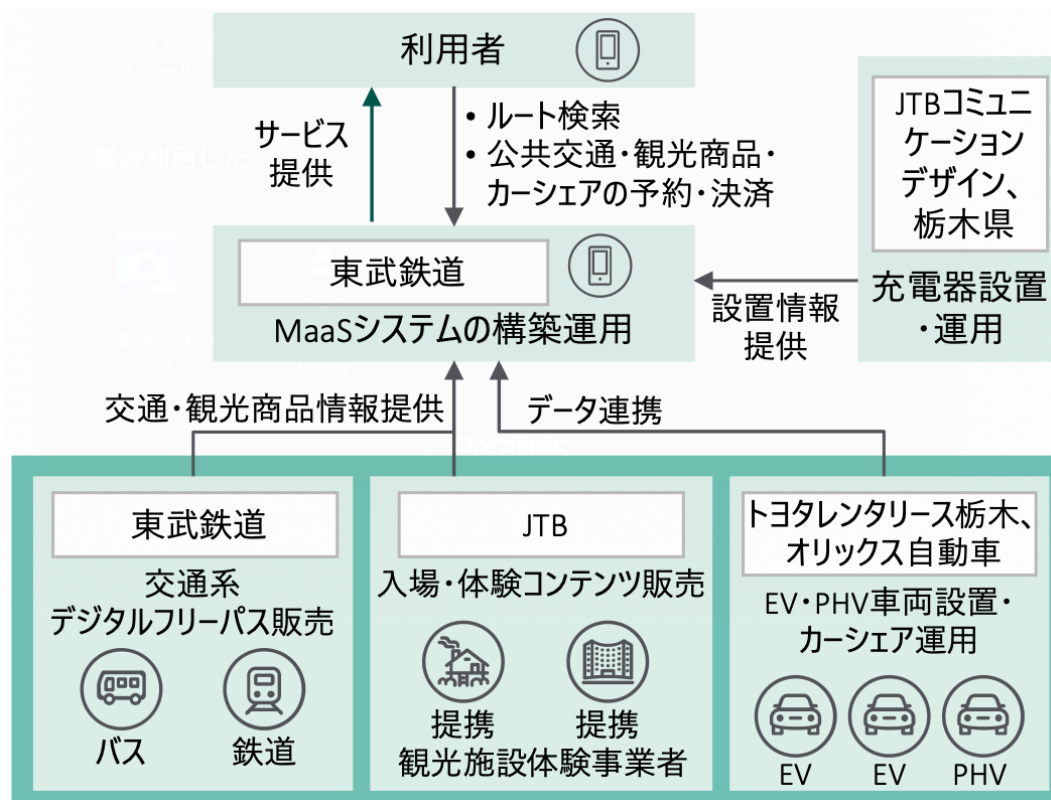 利用者
サービス
提供
• ルート検索
• 公共交通・観光商品・
カーシェアの予約・決済
JTBコミュニ
ケーション
デザイン、
栃木県
充電器設置
・運用
東武鉄道
MaaSシステムの構築運用
設置情報
提供
交通・観光商品情報提供
データ連携
東武鉄道
交通系
デジタルフリーパス販売
バス
鉄道
JTB
入場・体験コンテンツ販売
提携
提携
観光施設体験事業者
トヨタレンタリース栃木、
オリックス自動車
EV・PHV車両設置・
カーシェア運用
EV
EV
PHV